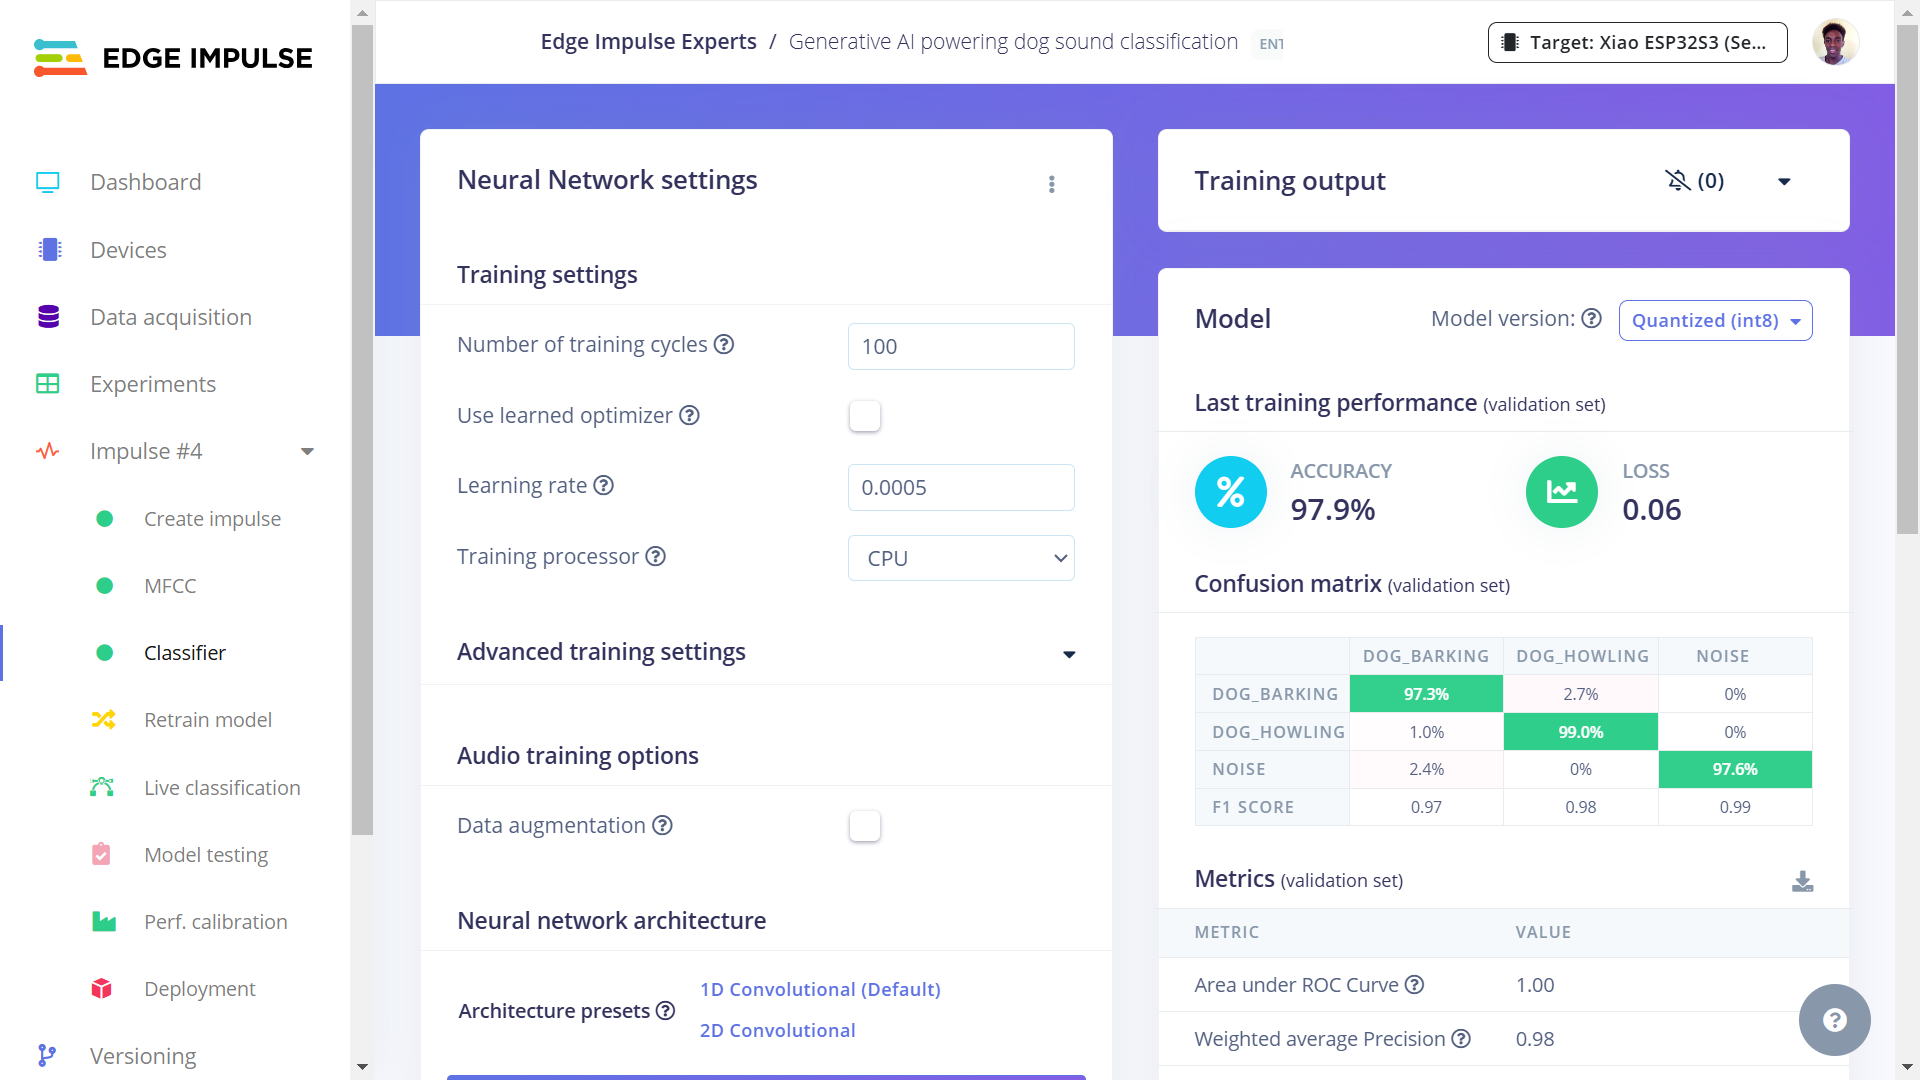 EDGE IMPULSE
Dashboard
Devices
Data acquisition
Experiments
Impulse #4
Create impulse
MFCC
Classifier
Retrain model
Live classification
Model testing
Perf. calibration
Deployment
Versioning
Edge Impulse Experts / Generative AI powering dog sound classification ENT
Target: Xiao ESP32S3 (Se...
Neural Network settings
Training settings
Number of training cycles ? 100
Use learned optimizer ?
Learning rate ? 0.0005
Training processor ? CPU
Advanced training settings
Audio training options
Data augmentation ?
Neural network architecture
Architecture presets ?
1D Convolutional (Default)
2D Convolutional
Training output (0)
Model Model version: ? Quantized (int8)
Last training performance (validation set)
% ACCURACY
97.9%
LOSS
0.06
Confusion matrix (validation set)
DOG_BARKING DOG_HOWLING NOISE
DOG_BARKING 97.3% 2.7% 0%
DOG_HOWLING 1.0% 99.0% 0%
NOISE 2.4% 0% 97.6%
F1 SCORE 0.97 0.98 0.99
Metrics (validation set)
METRIC VALUE
Area under ROC Curve ? 1.00
Weighted average Precision ? 0.98
?